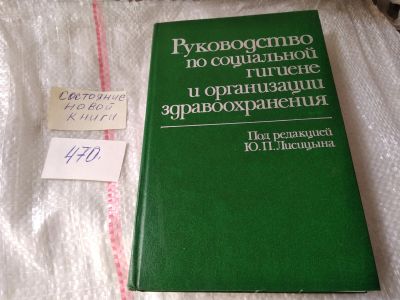 Руководство
по социальной
гигиене
и организации
здравоохранения
Под редакцией
Ю.П.Лисицына
Состояние
новой
книги
470.